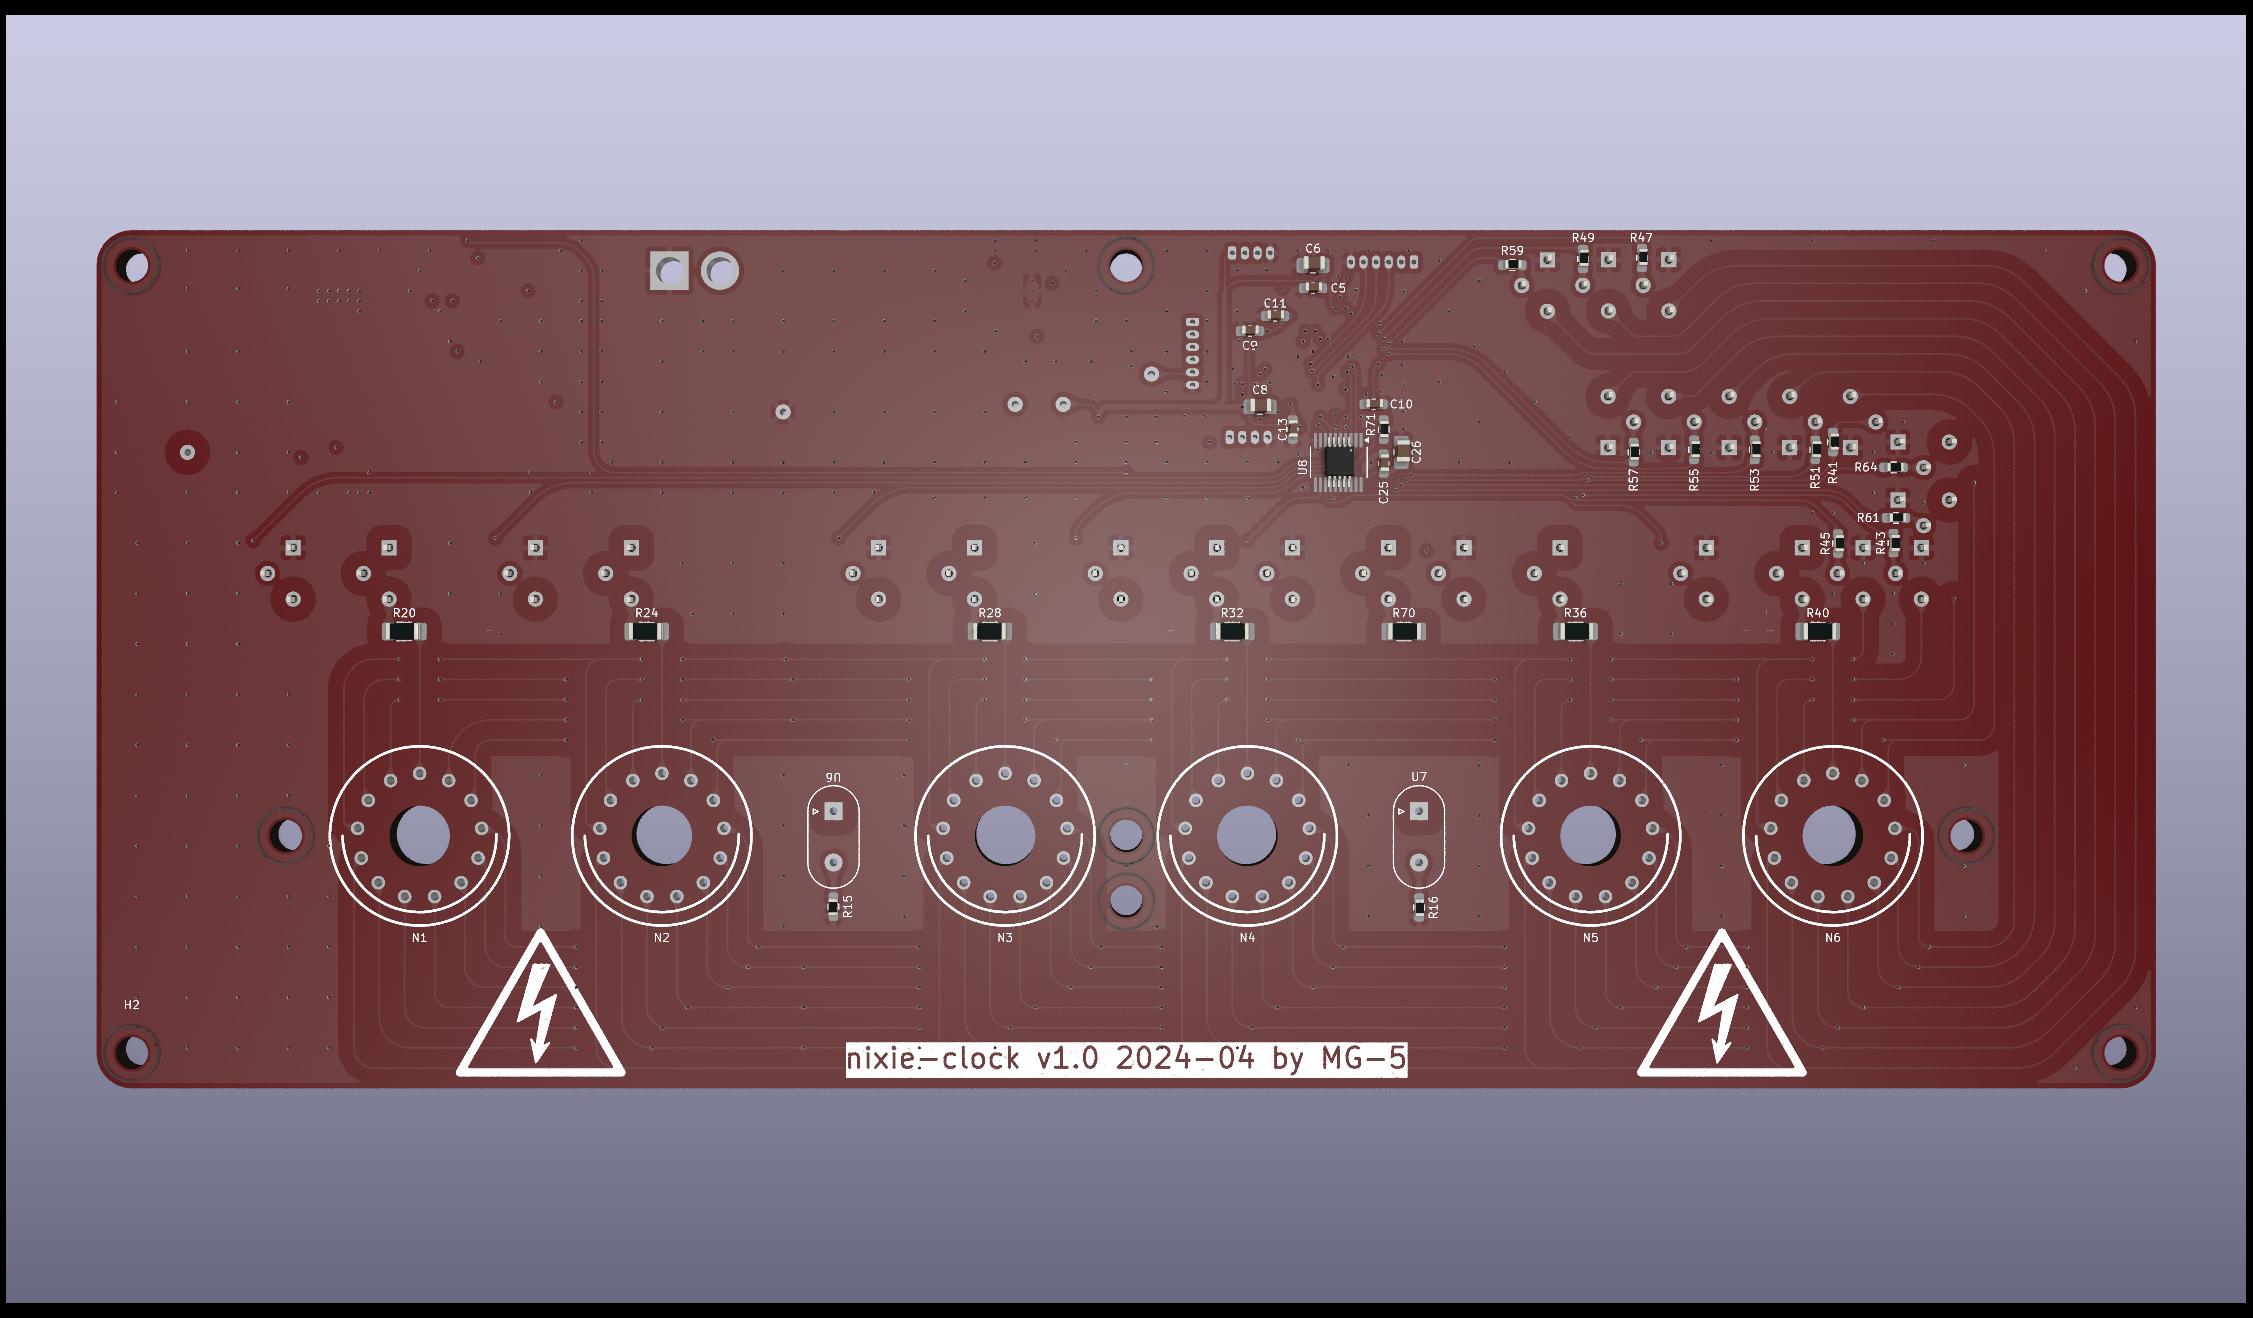 R49
R47
C6
R59
C5
C11
C9
C8
C10
R71
C13
C26
U8
C25
R57
R55
R53
R51
R41
R64
R61
R45
R43
R20
R24
R28
R32
R70
R36
R40
U6
U7
R15
R16
N1
N2
N3
N4
N5
N6
H2
nixie-clock v1.0 2024-04 by MG-5